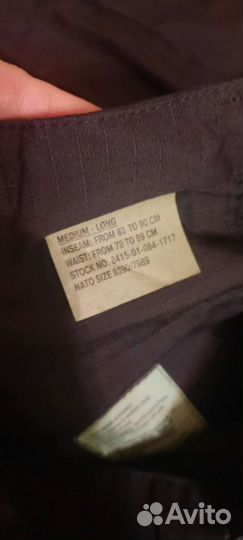 MEDIUM - LONG
INSEAM: FROM 83 TO 90 CM
WAIST: FROM 78 TO 89 CM
STOCK NO. 8415-01-084-1717
NATO SIZE 8390/7989
Avito